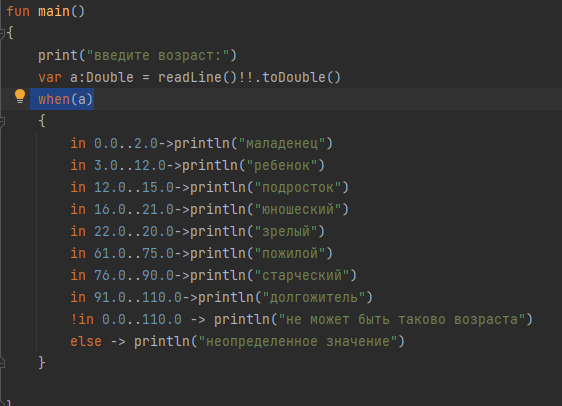 fun main()
{
print("введите возраст:")
var a:Double = readLine()!!.toDouble()
when(a)
{
in 0.0..2.0->println("маладенец")
in 3.0..12.0->println("ребенок")
in 12.0..15.0->println("подросток")
in 16.0..21.0->println("юношеский")
in 22.0..20.0->println("зрелый")
in 61.0..75.0->println("пожилой")
in 76.0..90.0->println("старческий")
in 91.0..110.0->println("долгожитель")
!in 0.0..110.0 -> println("не может быть таково возраста")
else -> println("неопределенное значение")
}
}